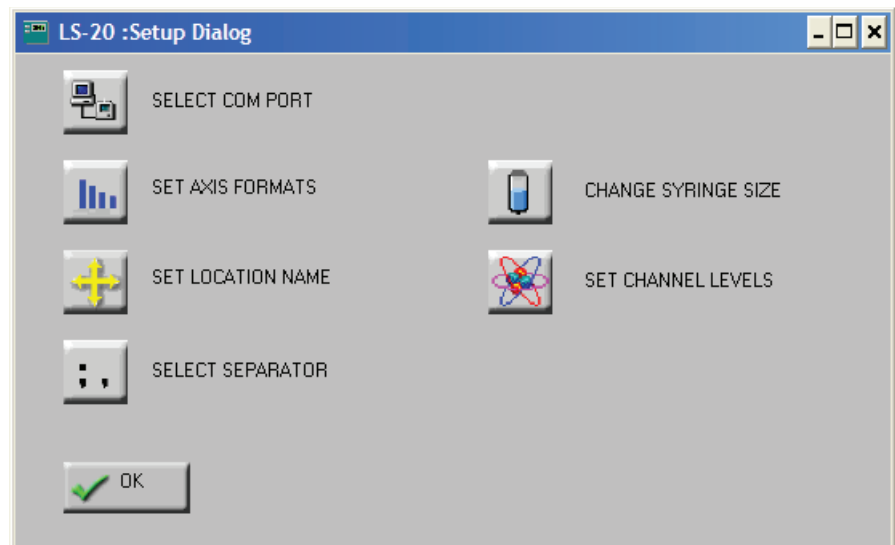 LS-20 :Setup Dialog
SELECT COM PORT
SET AXIS FORMATS
CHANGE SYRINGE SIZE
SET LOCATION NAME
SET CHANNEL LEVELS
; ,
SELECT SEPARATOR
OK